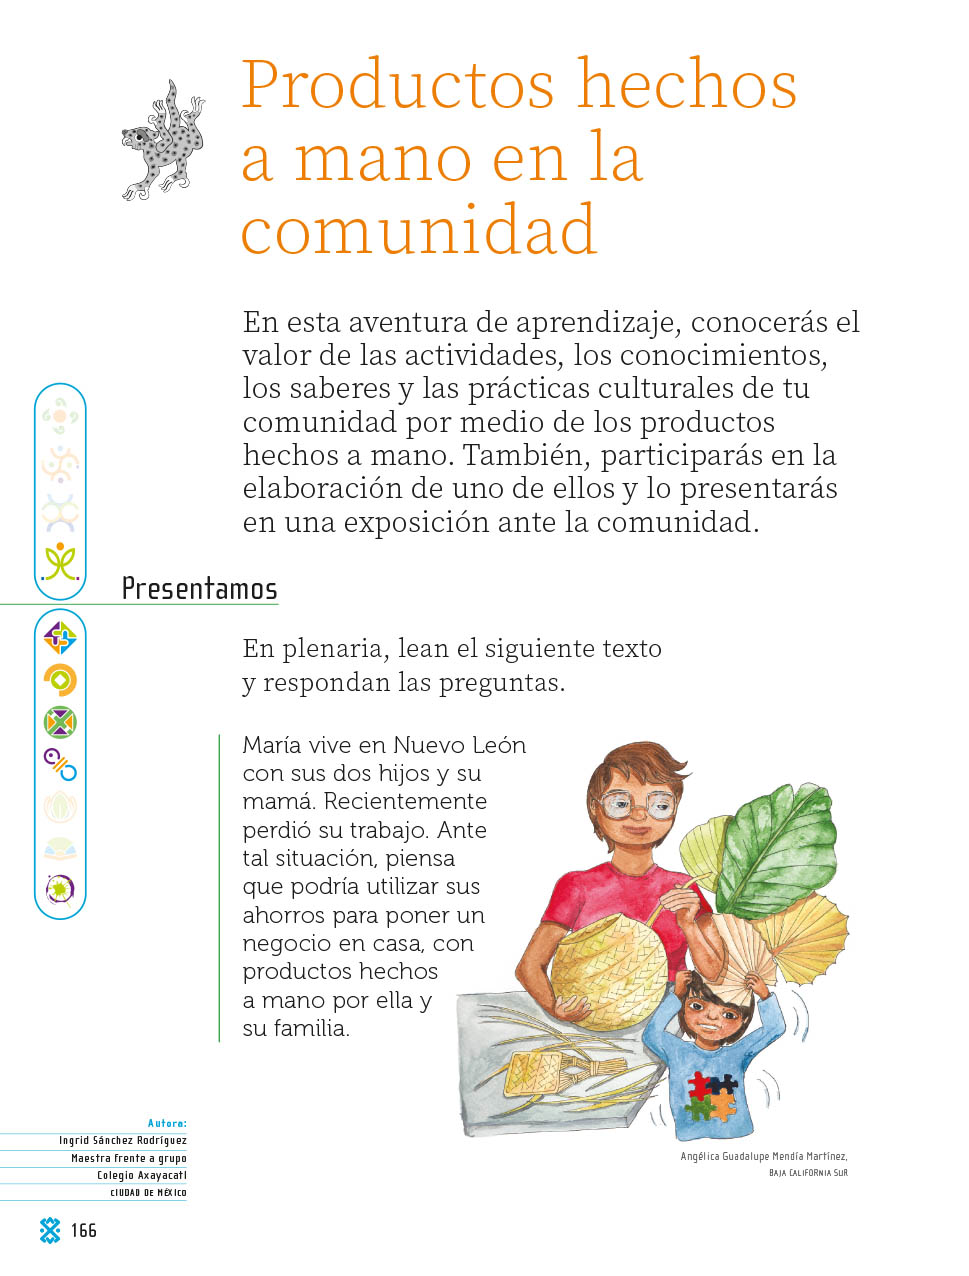 Productos hechos
a mano en la
comunidad
En esta aventura de aprendizaje, conocerás el
valor de las actividades, los conocimientos,
los saberes y las prácticas culturales de tu
comunidad por medio de los productos
hechos a mano. También, participarás en la
elaboración de uno de ellos y lo presentarás
en una exposición ante la comunidad.
Presentamos
En plenaria, lean el siguiente texto
y respondan las preguntas.
María vive en Nuevo León
con sus dos hijos y su
mamá. Recientemente
perdió su trabajo. Ante
tal situación, piensa
que podría utilizar sus
ahorros para poner un
negocio en casa, con
productos hechos
a mano por ella y
su familia.
Angélica Guadalupe Mendía Martínez,
BAJA CALIFORNIA SUR
Autora:
Ingrid Sánchez Rodríguez
Maestra frente a grupo
Colegio Axayacatl
CIUDAD DE MÉXICO
166